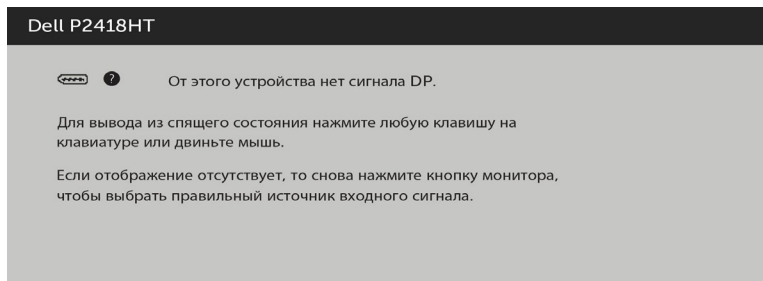 Dell P2418HT
? От этого устройства нет сигнала DP.
Для вывода из спящего состояния нажмите любую клавишу на
клавиатуре или двиньте мышь.
Если отображение отсутствует, то снова нажмите кнопку монитора,
чтобы выбрать правильный источник входного сигнала.